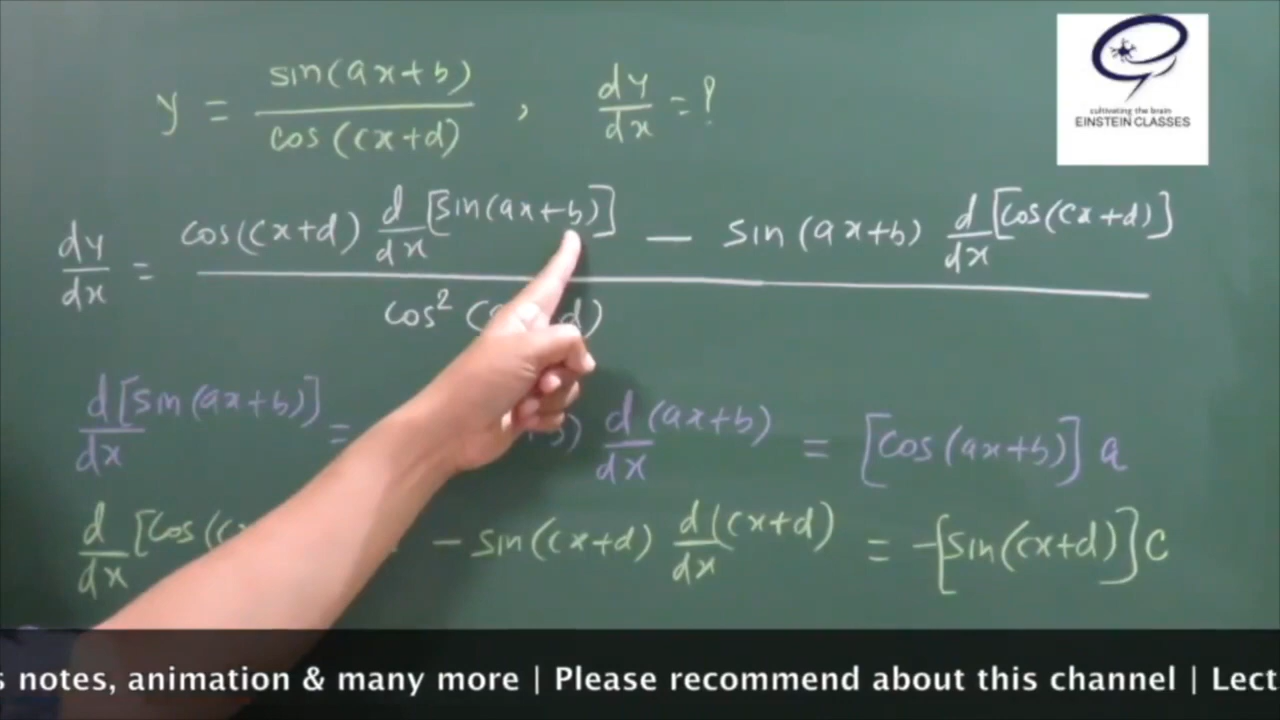 y = sin(ax+b) / cos(cx+d) , dy/dx = ?
cultivating the brain
EINSTEIN CLASSES
dy/dx = cos(cx+d) d/dx [sin(ax+b)] — sin(ax+b) d/dx [cos(cx+d)]
cos² ( d)
d/dx [sin(ax+b)] = ) d/dx (ax+b) = [cos(ax+b)] a
d/dx [cos(c - sin(cx+d) d/dx (cx+d) = -[sin(cx+d)] c
notes, animation & many more | Please recommend about this channel | Lect